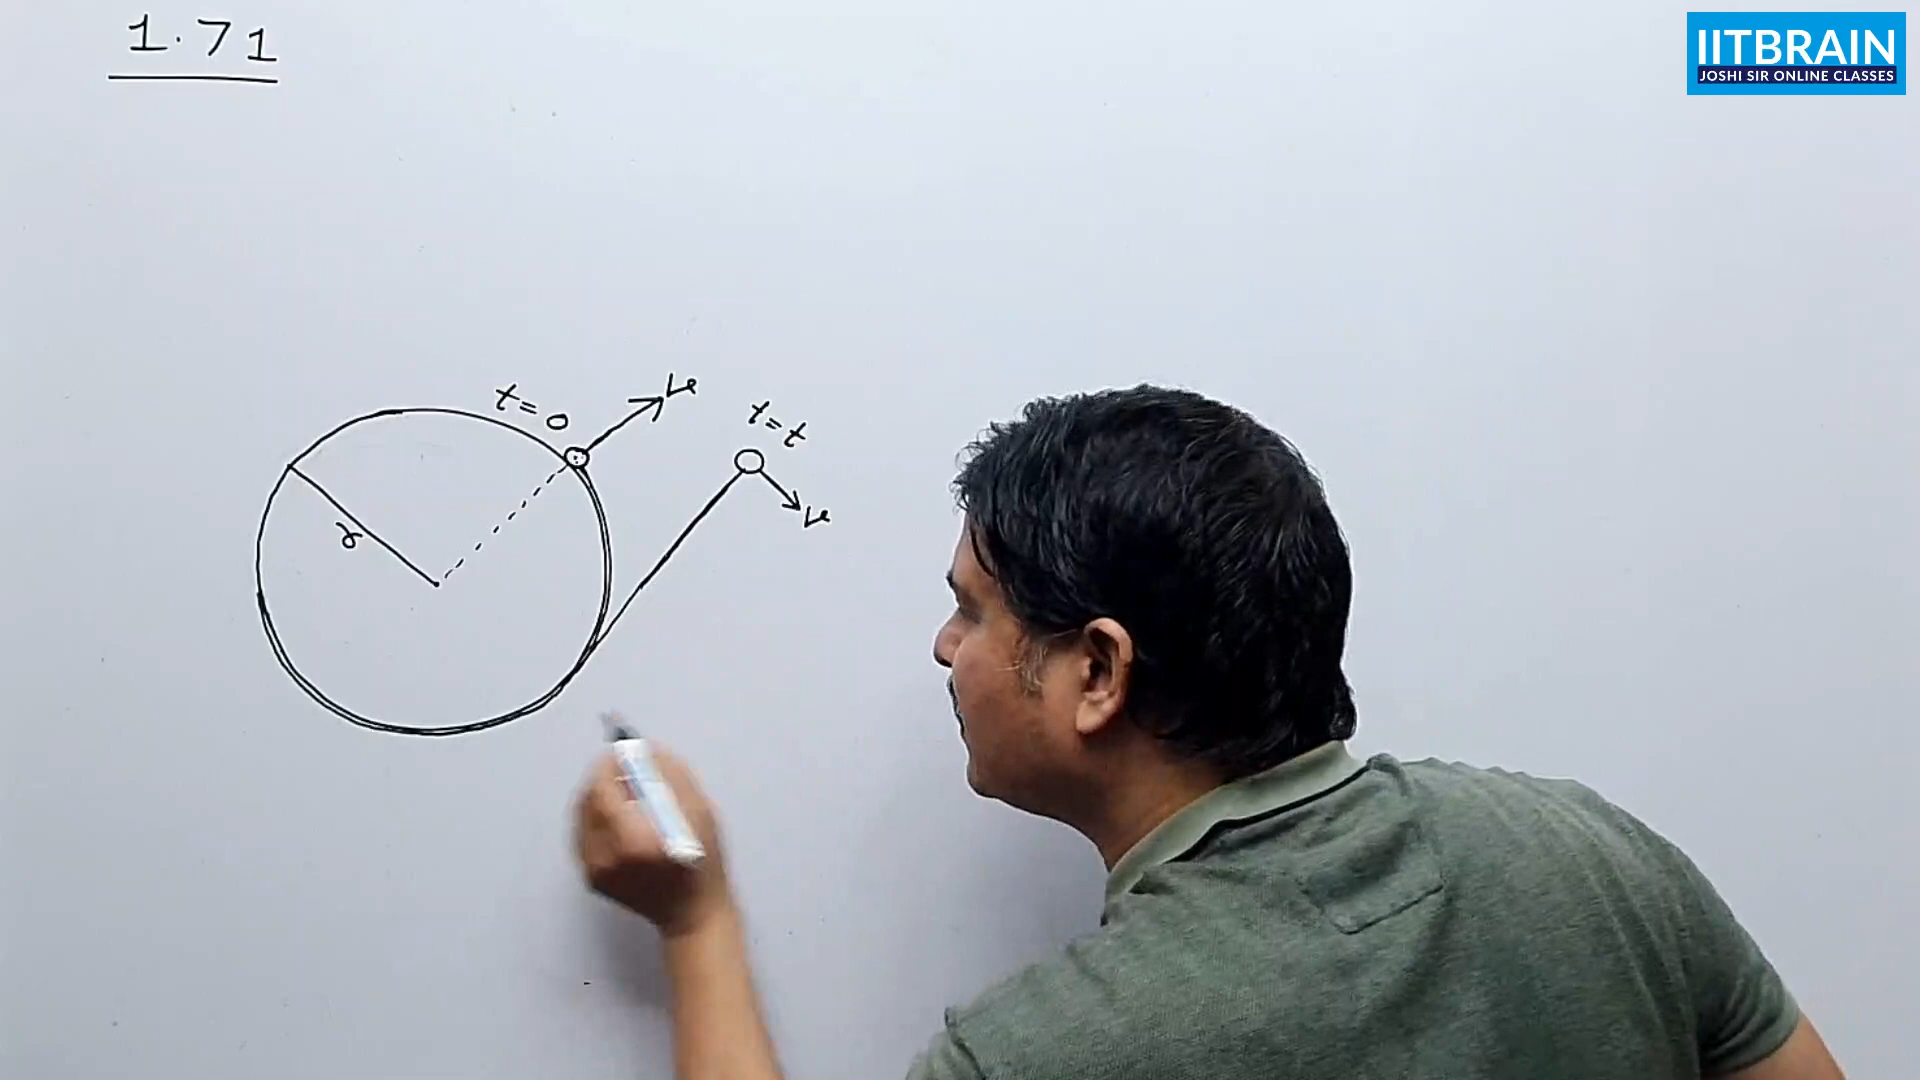 1.71
IITBRAIN
JOSHI SIR ONLINE CLASSES
t=0
v
t=t
v
r